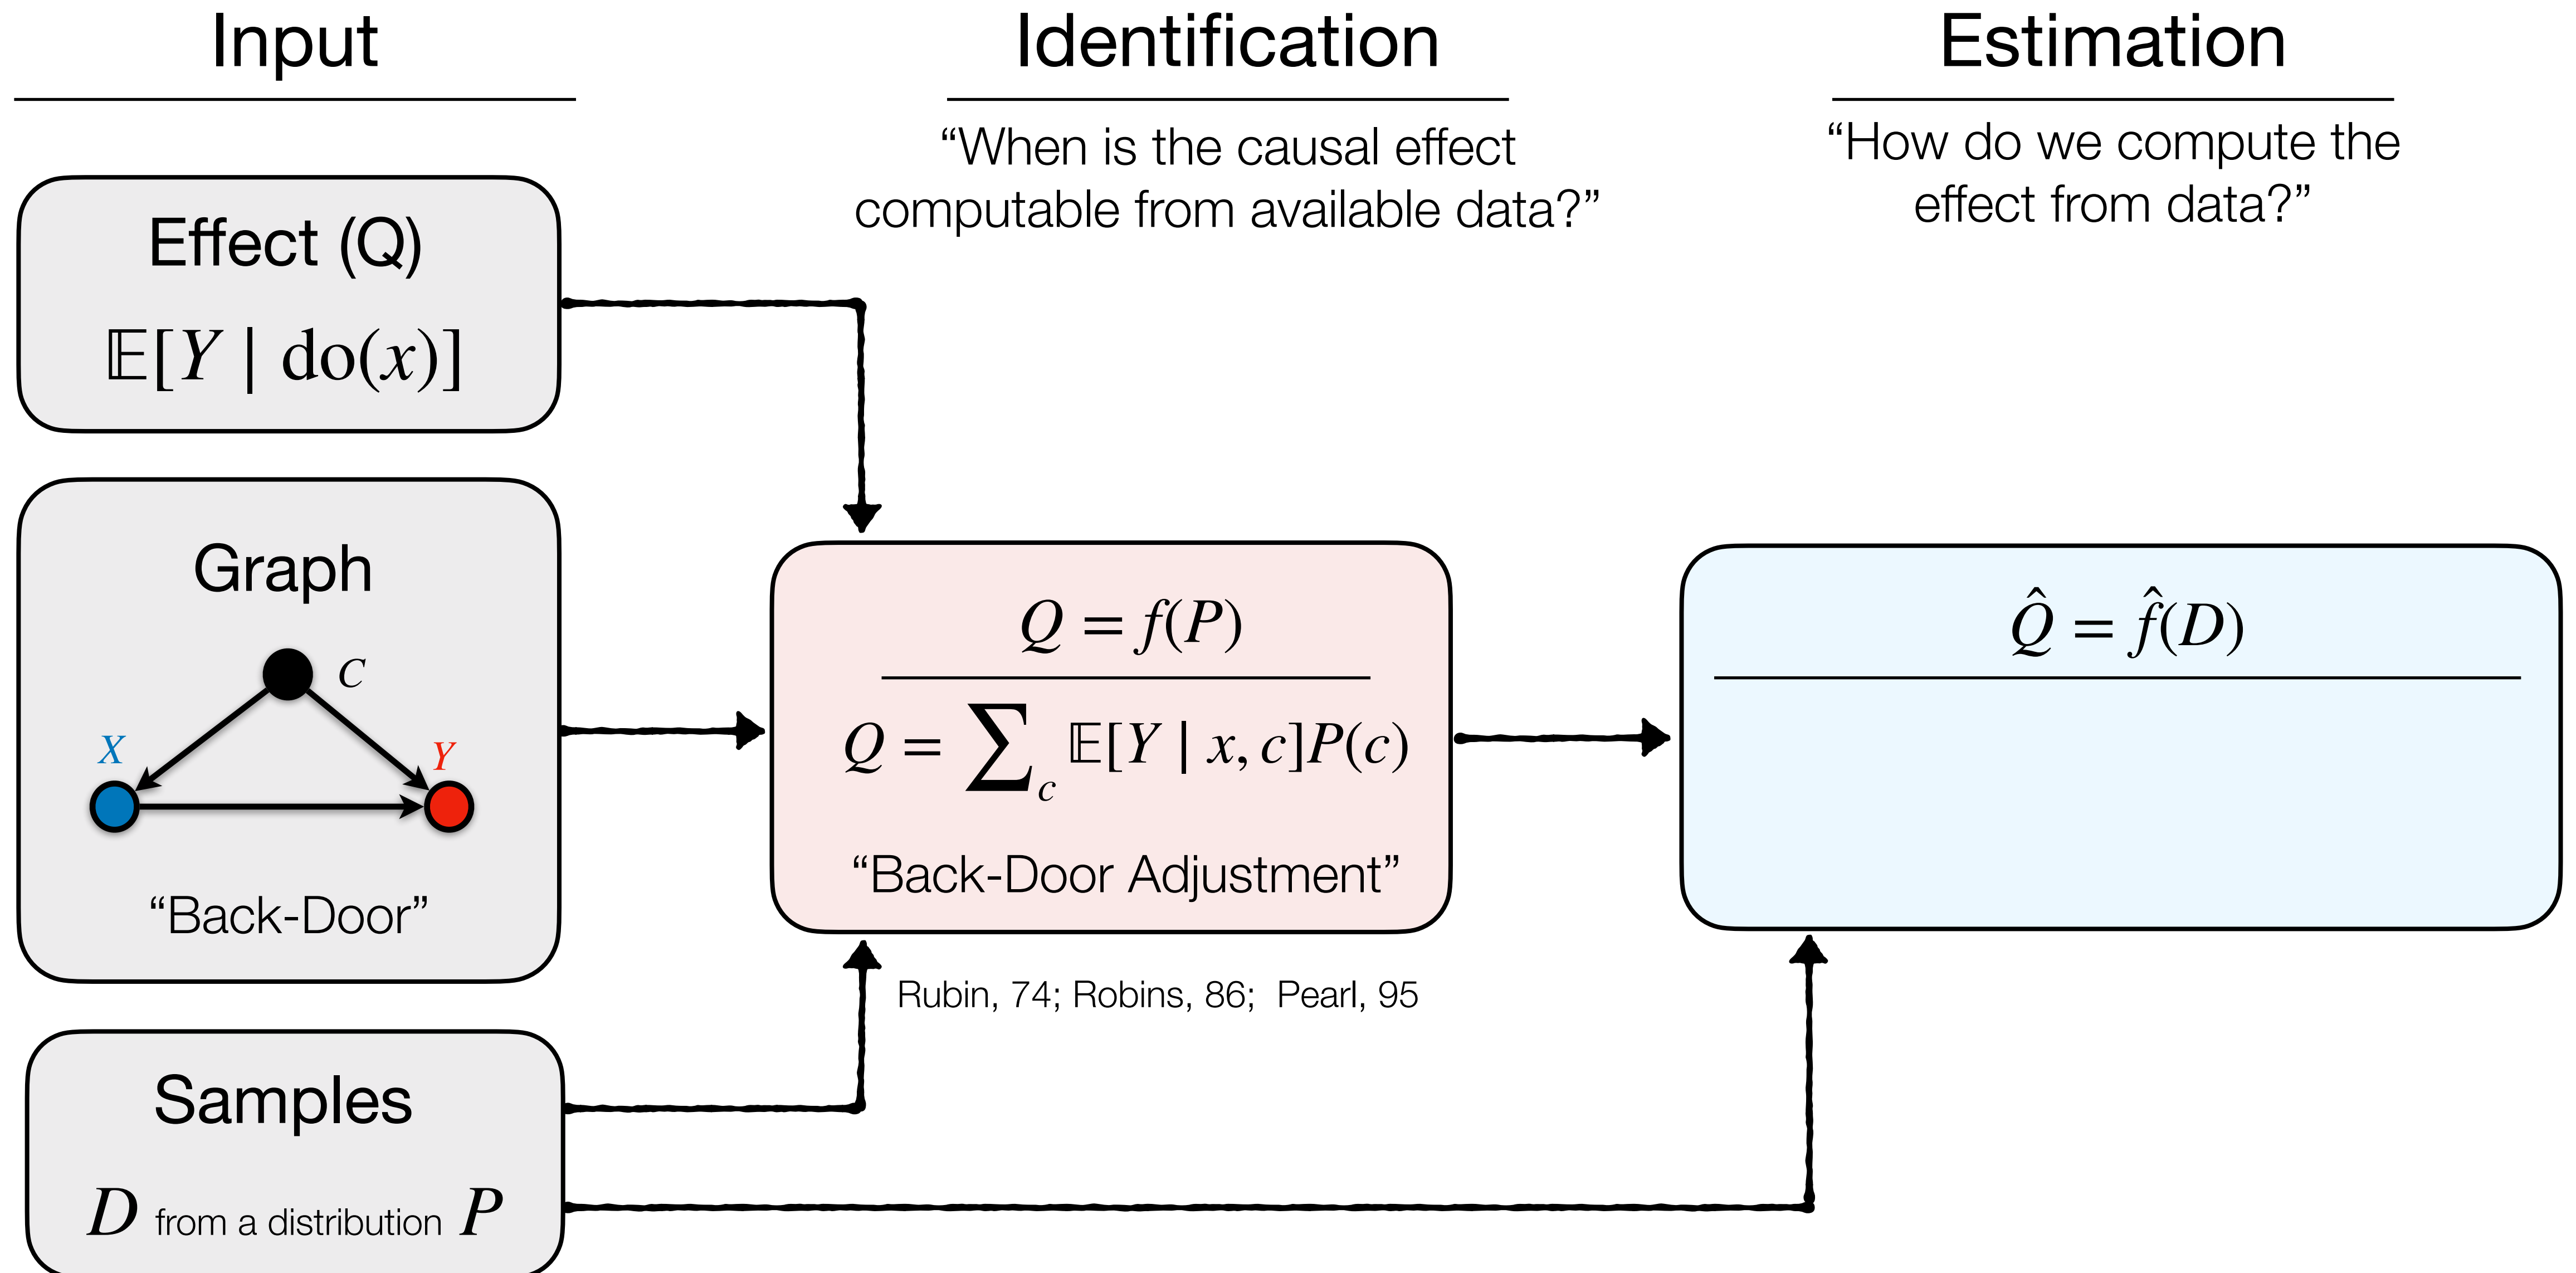 Input
Effect (Q)
𝔼[Y | do(x)]
Graph
C
X
Y
“Back-Door”
Samples
D from a distribution P
Identification
“When is the causal effect
computable from available data?”
Q = f(P)
Q = ∑_c 𝔼[Y | x, c]P(c)
“Back-Door Adjustment”
Rubin, 74; Robins, 86; Pearl, 95
Estimation
“How do we compute the
effect from data?”
Q̂ = f̂(D)